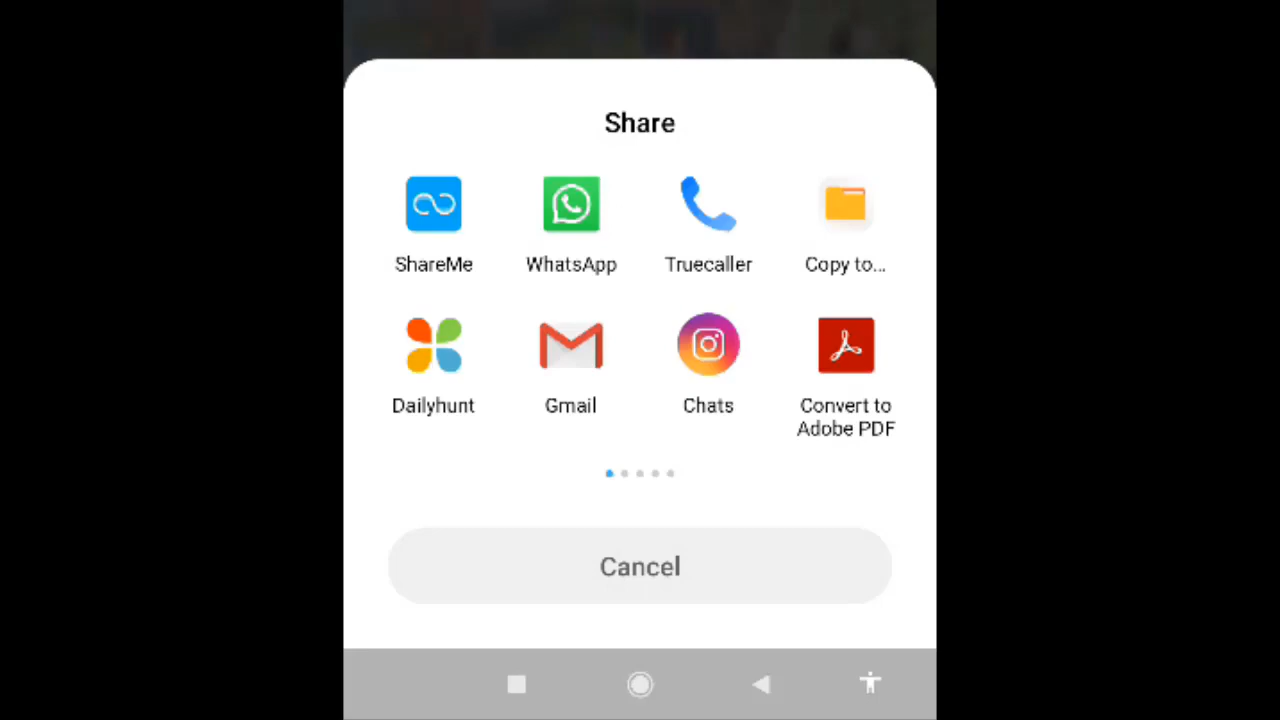 Share
ShareMe
WhatsApp
Truecaller
Copy to...
Dailyhunt
Gmail
Chats
Convert to
Adobe PDF
Cancel